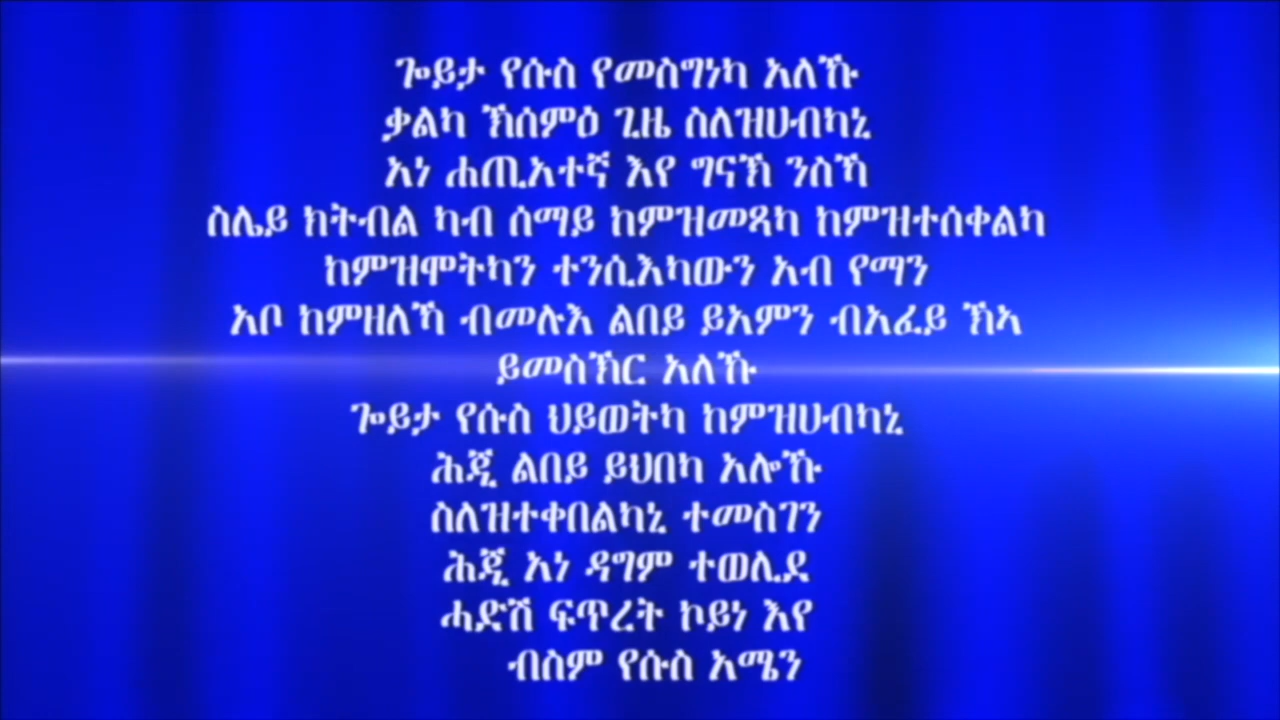 ጐይታ የሱስ የመስግነካ አለኹ
ቃልካ ኽሰምዕ ጊዜ ስለዝሀብካኒ
አነ ሐጢአተኛ እየ ግናኽ ንስኻ
ስሌይ ክትብል ካብ ሰማይ ከምዝመጻካ ከምዝተሰቀልካ
ከምዝሞትካን ተንሲእካውን አብ የማን
አቦ ከምዘለኻ ብመሉእ ልበይ ይአምን ብአፈይ ኽኣ
ይመስኽር አለኹ
ጐይታ የሱስ ህይወትካ ከምዝሀብካኒ
ሕጂ ልበይ ይህበካ አሎኹ
ስለዝተቀበልካኒ ተመስገን
ሕጂ አነ ዳግም ተወሊደ
ሓድሽ ፍጥረት ኮይነ እየ
ብስም የሱስ አሜን